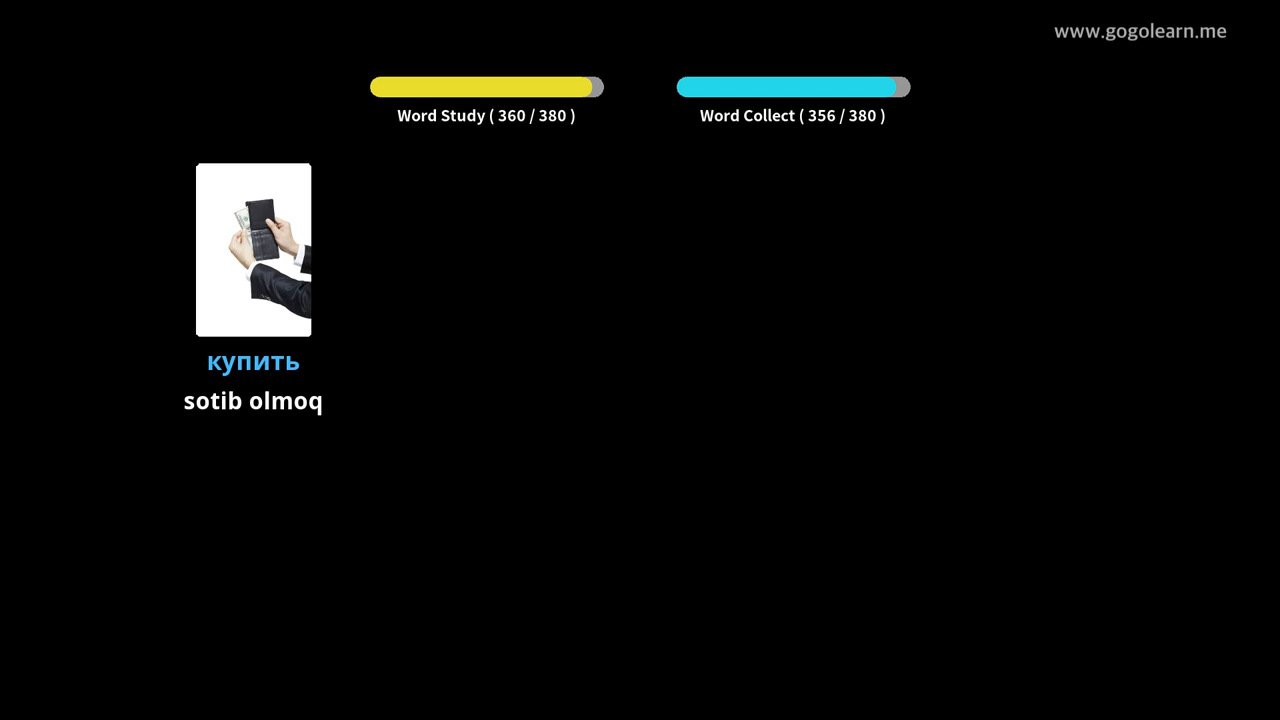 www.gogolearn.me
Word Study ( 360 / 380 )
Word Collect ( 356 / 380 )
купить
sotib olmoq